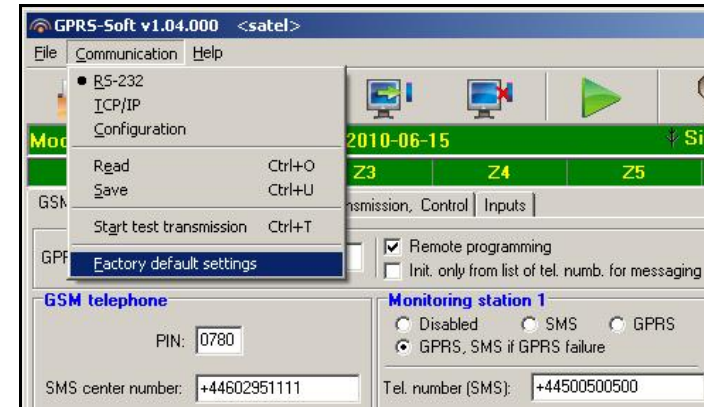 GPRS-Soft v1.04.000 <satel>
File Communication Help
RS-232
TCP/IP
Configuration
2010-06-15
Read Ctrl+O
Save Ctrl+U
Z3 Z4 Z5
Start test transmission Ctrl+T
Control Inputs
Factory default settings
Remote programming
Init. only from list of tel. numb. for messaging
GSM telephone
PIN: 0780
SMS center number: +44602951111
Monitoring station 1
Disabled SMS GPRS
GPRS, SMS if GPRS failure
Tel. number (SMS): +44500500500